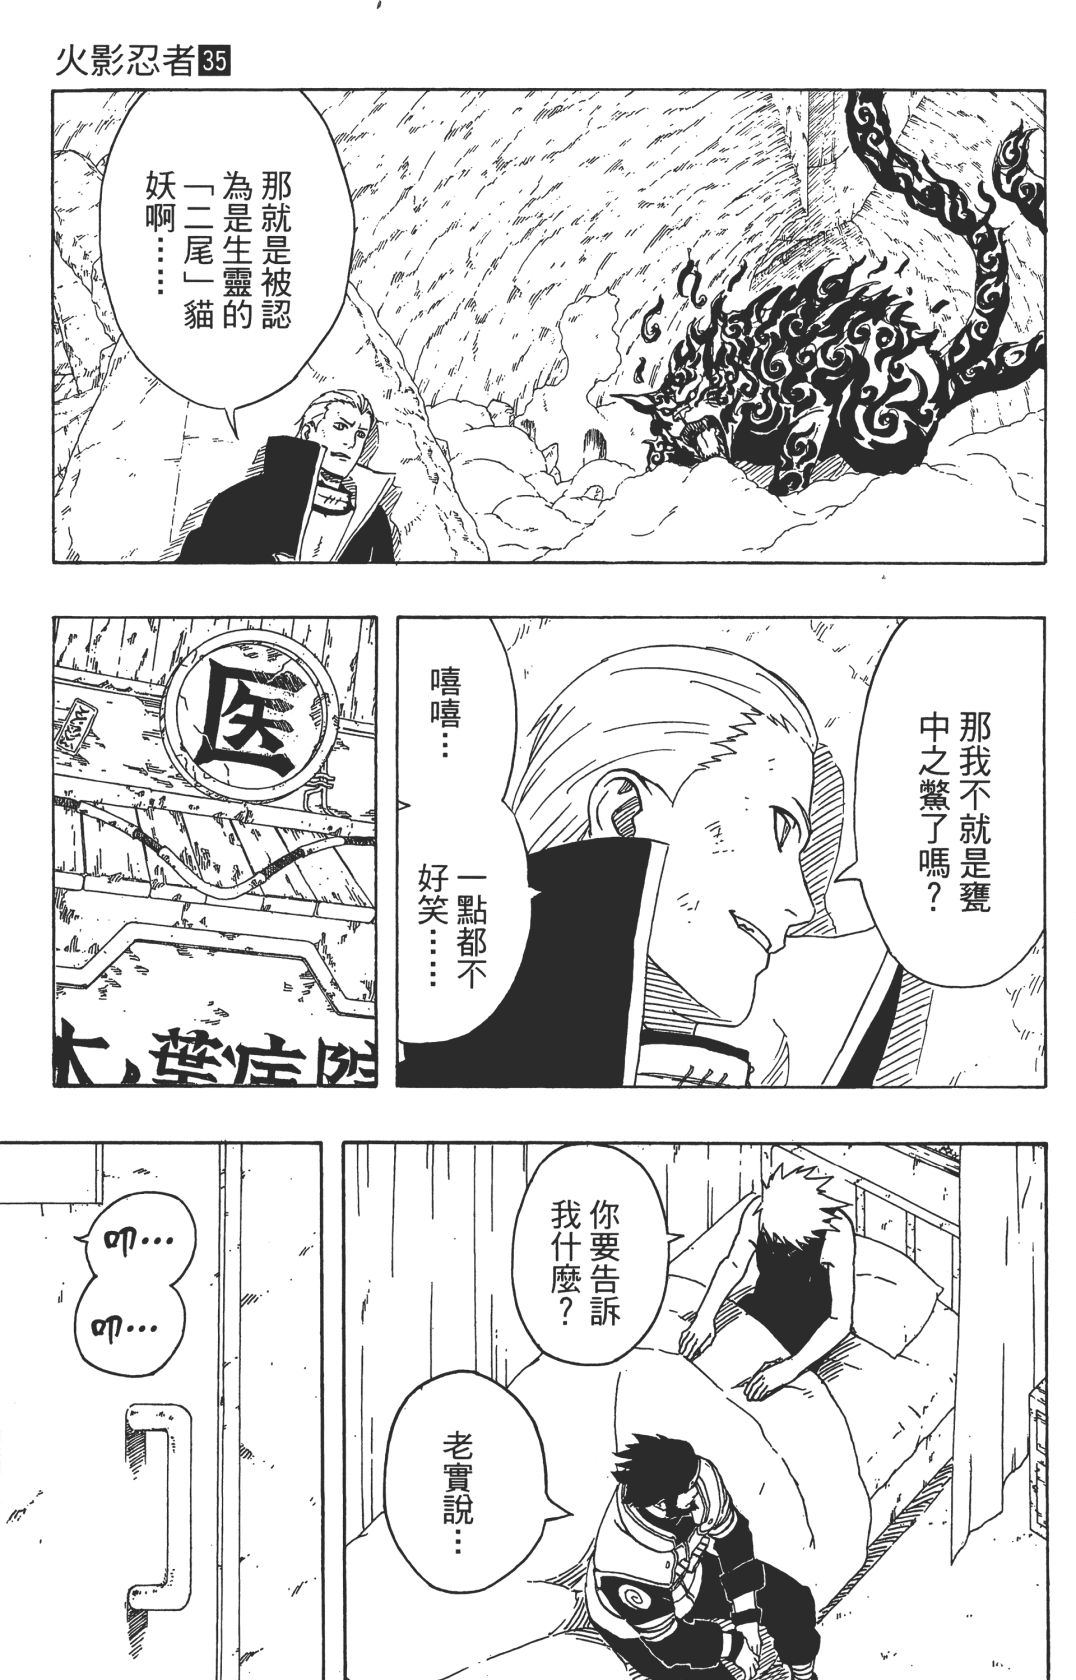 火影忍者35
那就是被認
為是生靈的
「二尾」貓
妖啊……
那我不就是甕
中之鱉了嗎？
嘻嘻…
一點都不
好笑……
医
木ノ葉病院
你要告訴
我什麼？
老實說…
叩…
叩…